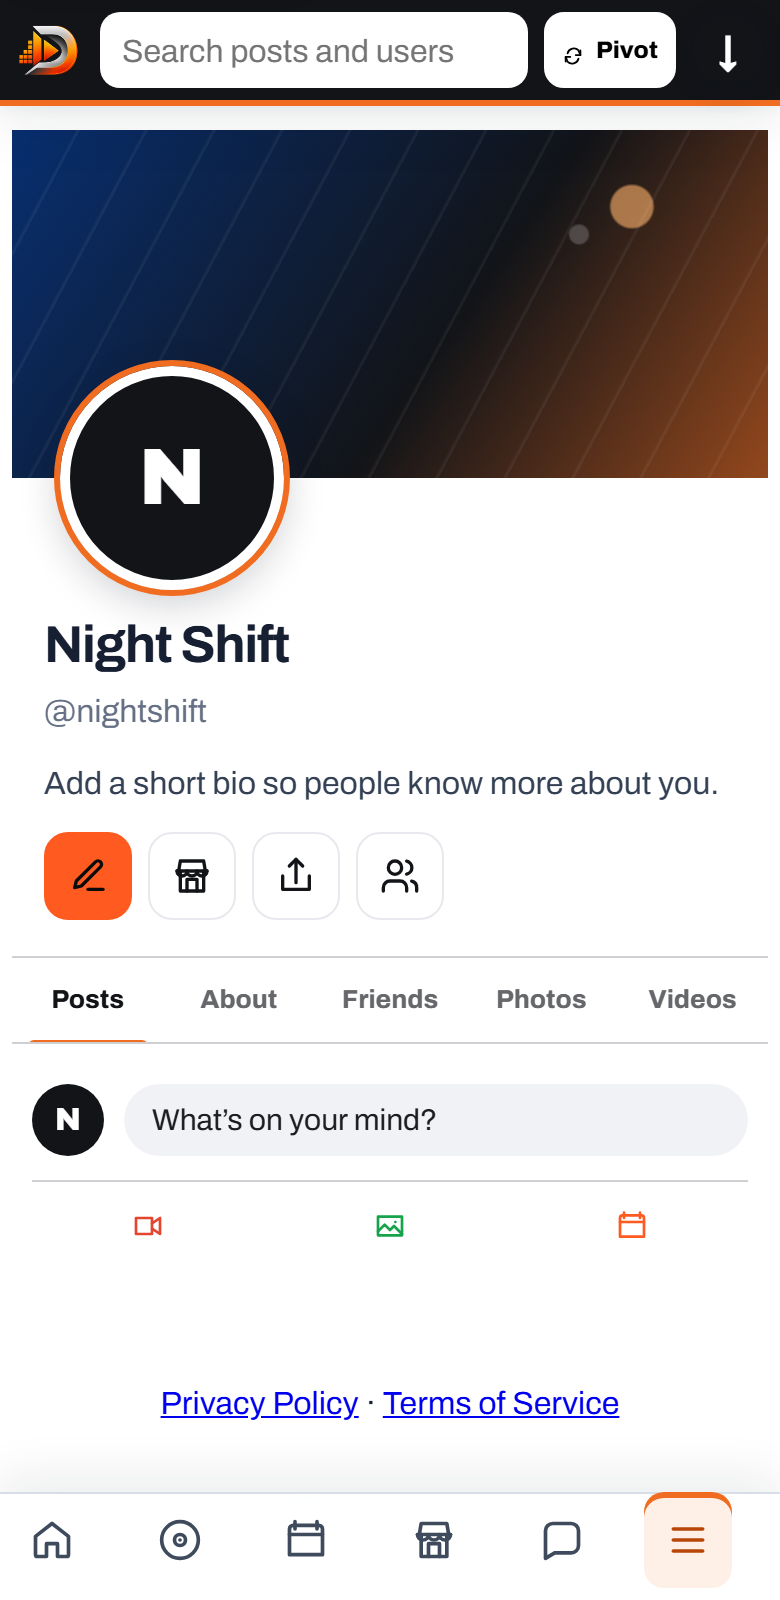 Search posts and users
Pivot
N
Night Shift
@nightshift
Add a short bio so people know more about you.
Posts About Friends Photos Videos
N
What’s on your mind?
Privacy Policy · Terms of Service